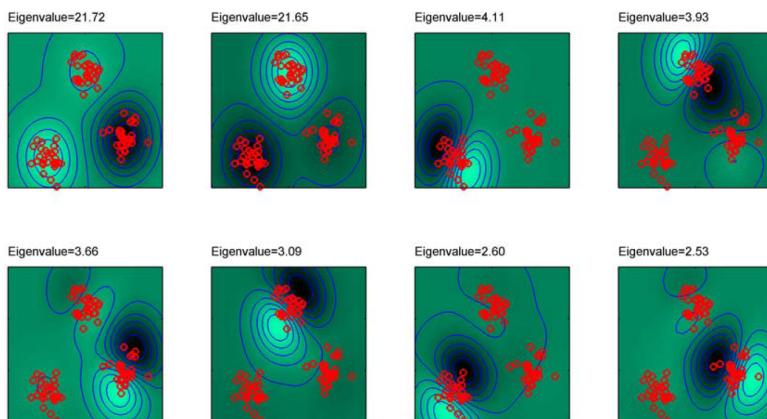 Eigenvalue=21.72
Eigenvalue=21.65
Eigenvalue=4.11
Eigenvalue=3.93
Eigenvalue=3.66
Eigenvalue=3.09
Eigenvalue=2.60
Eigenvalue=2.53